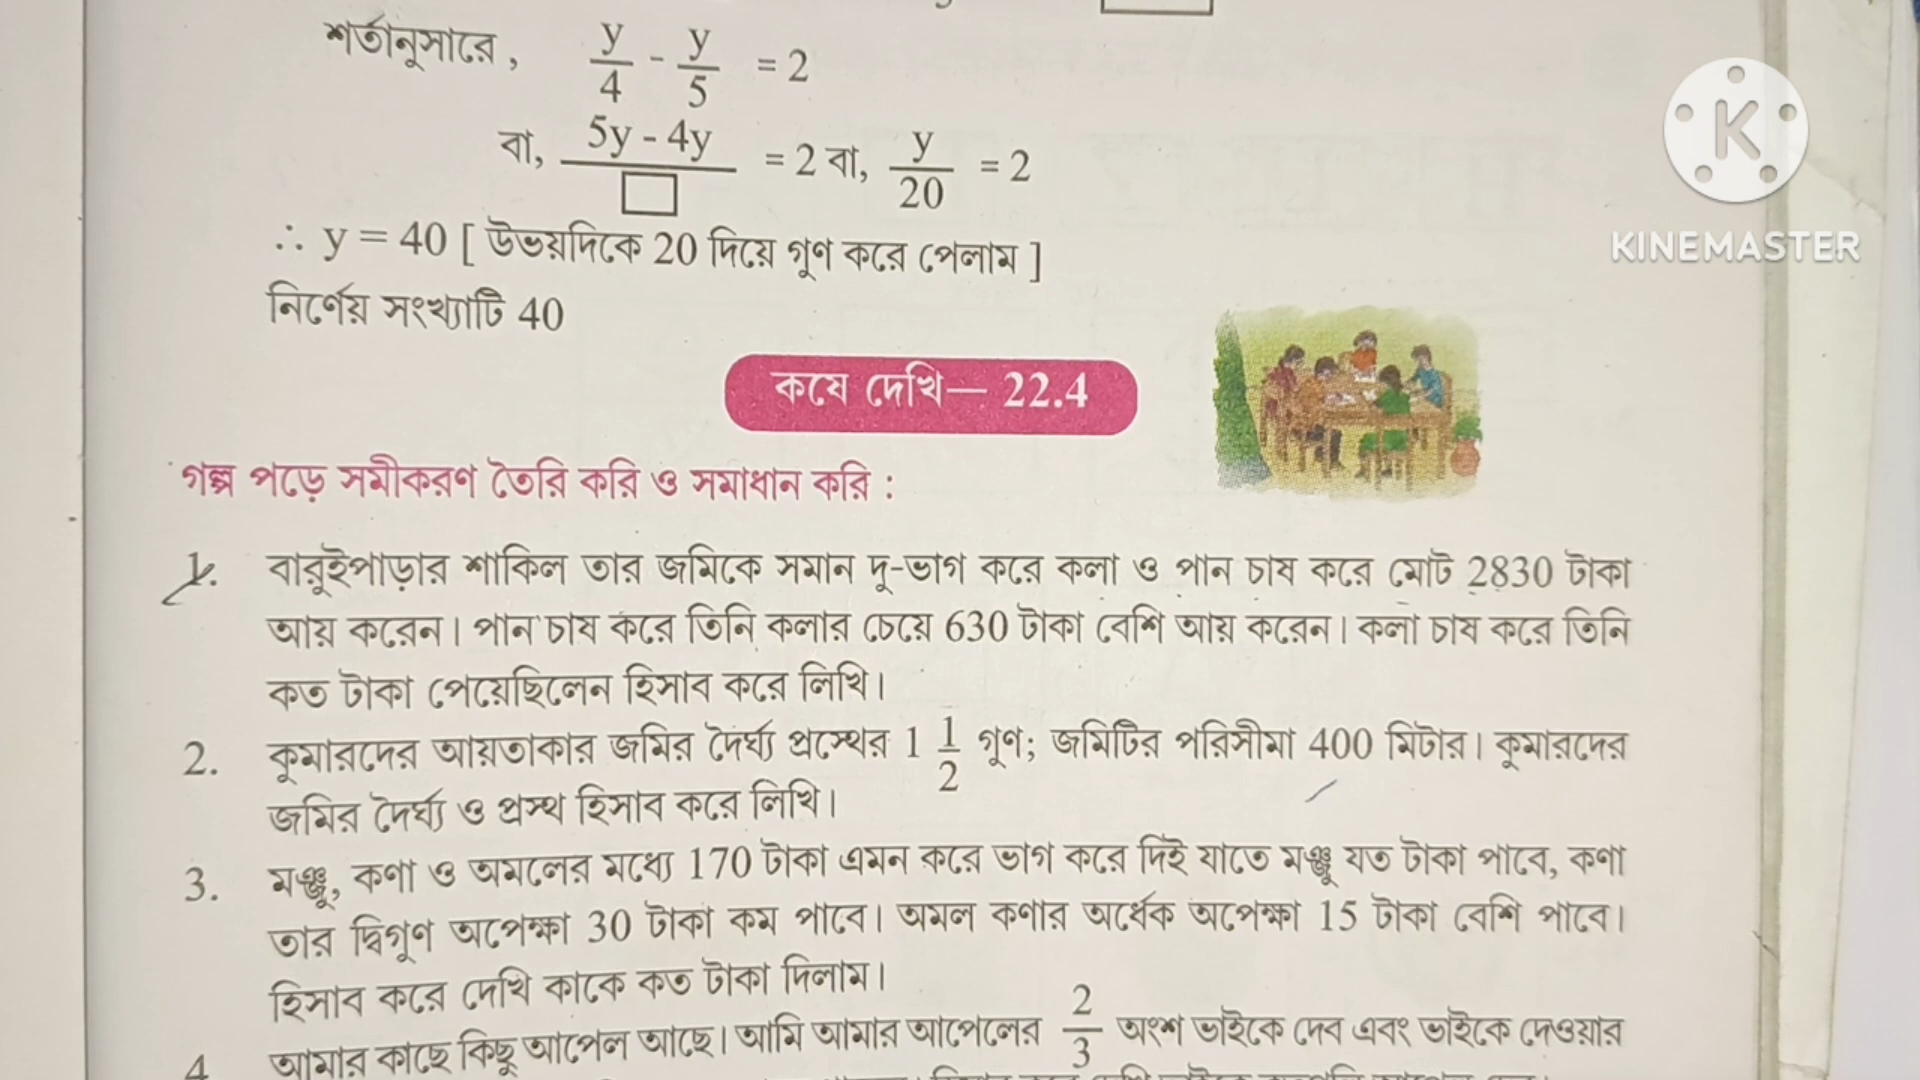 শর্তানুসারে, y/4 - y/5 = 2
বা, (5y - 4y)/□ = 2 বা, y/20 = 2
∴ y = 40 [ উভয়দিকে 20 দিয়ে গুণ করে পেলাম ]
নির্ণেয় সংখ্যাটি 40
K
KINEMASTER
কষে দেখি— 22.4
গল্প পড়ে সমীকরণ তৈরি করি ও সমাধান করি :
1. বারুইপাড়ার শাকিল তার জমিকে সমান দু-ভাগ করে কলা ও পান চাষ করে মোট 2830 টাকা
আয় করেন। পান চাষ করে তিনি কলার চেয়ে 630 টাকা বেশি আয় করেন। কলা চাষ করে তিনি
কত টাকা পেয়েছিলেন হিসাব করে লিখি।
2. কুমারদের আয়তাকার জমির দৈর্ঘ্য প্রস্থের 1 1/2 গুণ; জমিটির পরিসীমা 400 মিটার। কুমারদের
জমির দৈর্ঘ্য ও প্রস্থ হিসাব করে লিখি।
3. মঞ্জু, কণা ও অমলের মধ্যে 170 টাকা এমন করে ভাগ করে দিই যাতে মঞ্জু যত টাকা পাবে, কণা
তার দ্বিগুণ অপেক্ষা 30 টাকা কম পাবে। অমল কণার অর্ধেক অপেক্ষা 15 টাকা বেশি পাবে।
হিসাব করে দেখি কাকে কত টাকা দিলাম।
4. আমার কাছে কিছু আপেল আছে। আমি আমার আপেলের 2/3 অংশ ভাইকে দেব এবং ভাইকে দেওয়ার